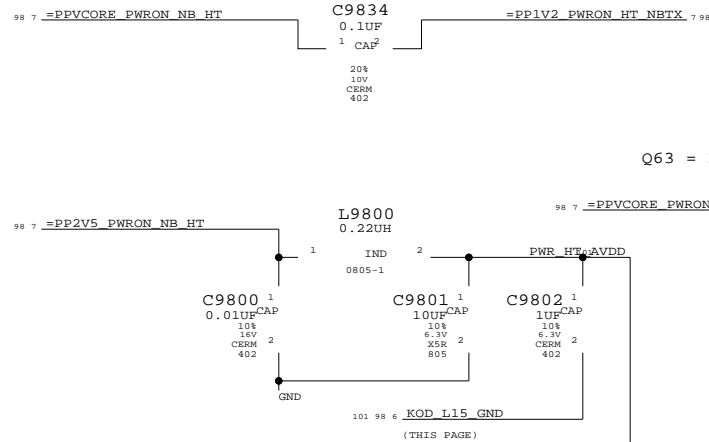 C9834
98 7 =PPVCORE_PWRON_NB_HT
=PP1V2_PWRON_HT_NBTX 7 98
0.1UF
1 CAP 2
20%
10V
CERM
402
Q63 =
98 7 =PPVCORE_PWRON
98 7 =PP2V5_PWRON_NB_HT
L9800
0.22UH
1 IND 2
0805-1
PWR_HT_AVDD
C9800 1
0.01UF CAP
10%
16V
CERM 2
402
C9801 1
10UF CAP
10%
6.3V
X5R 2
805
C9802 1
1UF CAP
10%
6.3V
CERM 2
402
GND
101 98 6 KOD_L15_GND
(THIS PAGE)